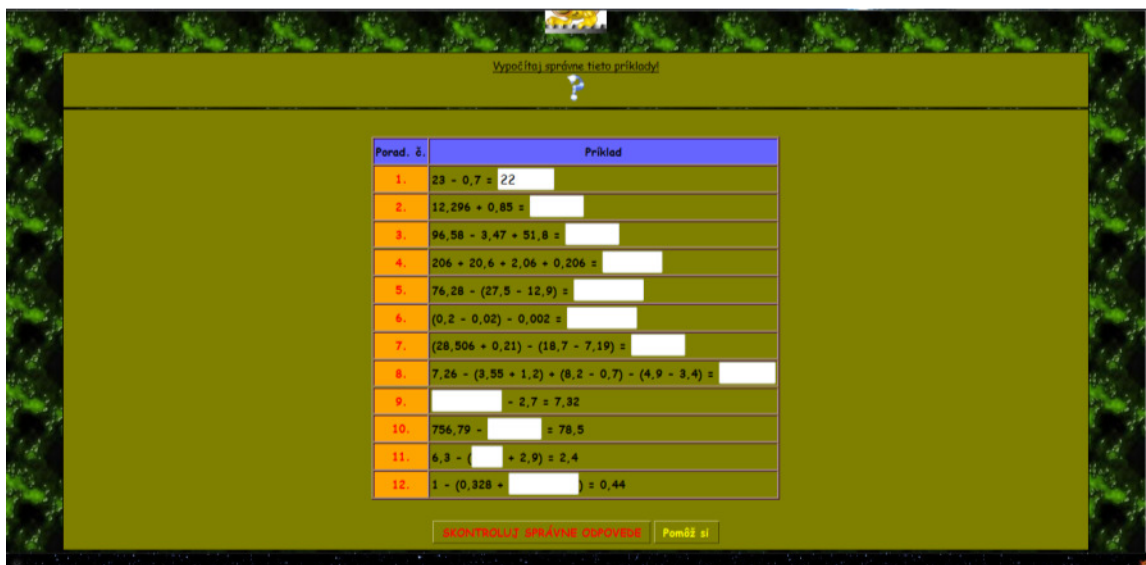 Vypočítaj správne tieto príklady!
Porad. č. Príklad
1. 23 - 0,7 = 22
2. 12,296 + 0,85 =
3. 96,58 - 3,47 + 51,8 =
4. 206 + 20,6 + 2,06 + 0,206 =
5. 76,28 - (27,5 - 12,9) =
6. (0,2 - 0,02) - 0,002 =
7. (28,506 + 0,21) - (18,7 - 7,19) =
8. 7,26 - (3,55 + 1,2) + (8,2 - 0,7) - (4,9 - 3,4) =
9. - 2,7 = 7,32
10. 756,79 - = 78,5
11. 6,3 - ( + 2,9) = 2,4
12. 1 - (0,328 + ) = 0,44
SKONTROLUJ SPRÁVNE ODPOVEDE Pomôž si